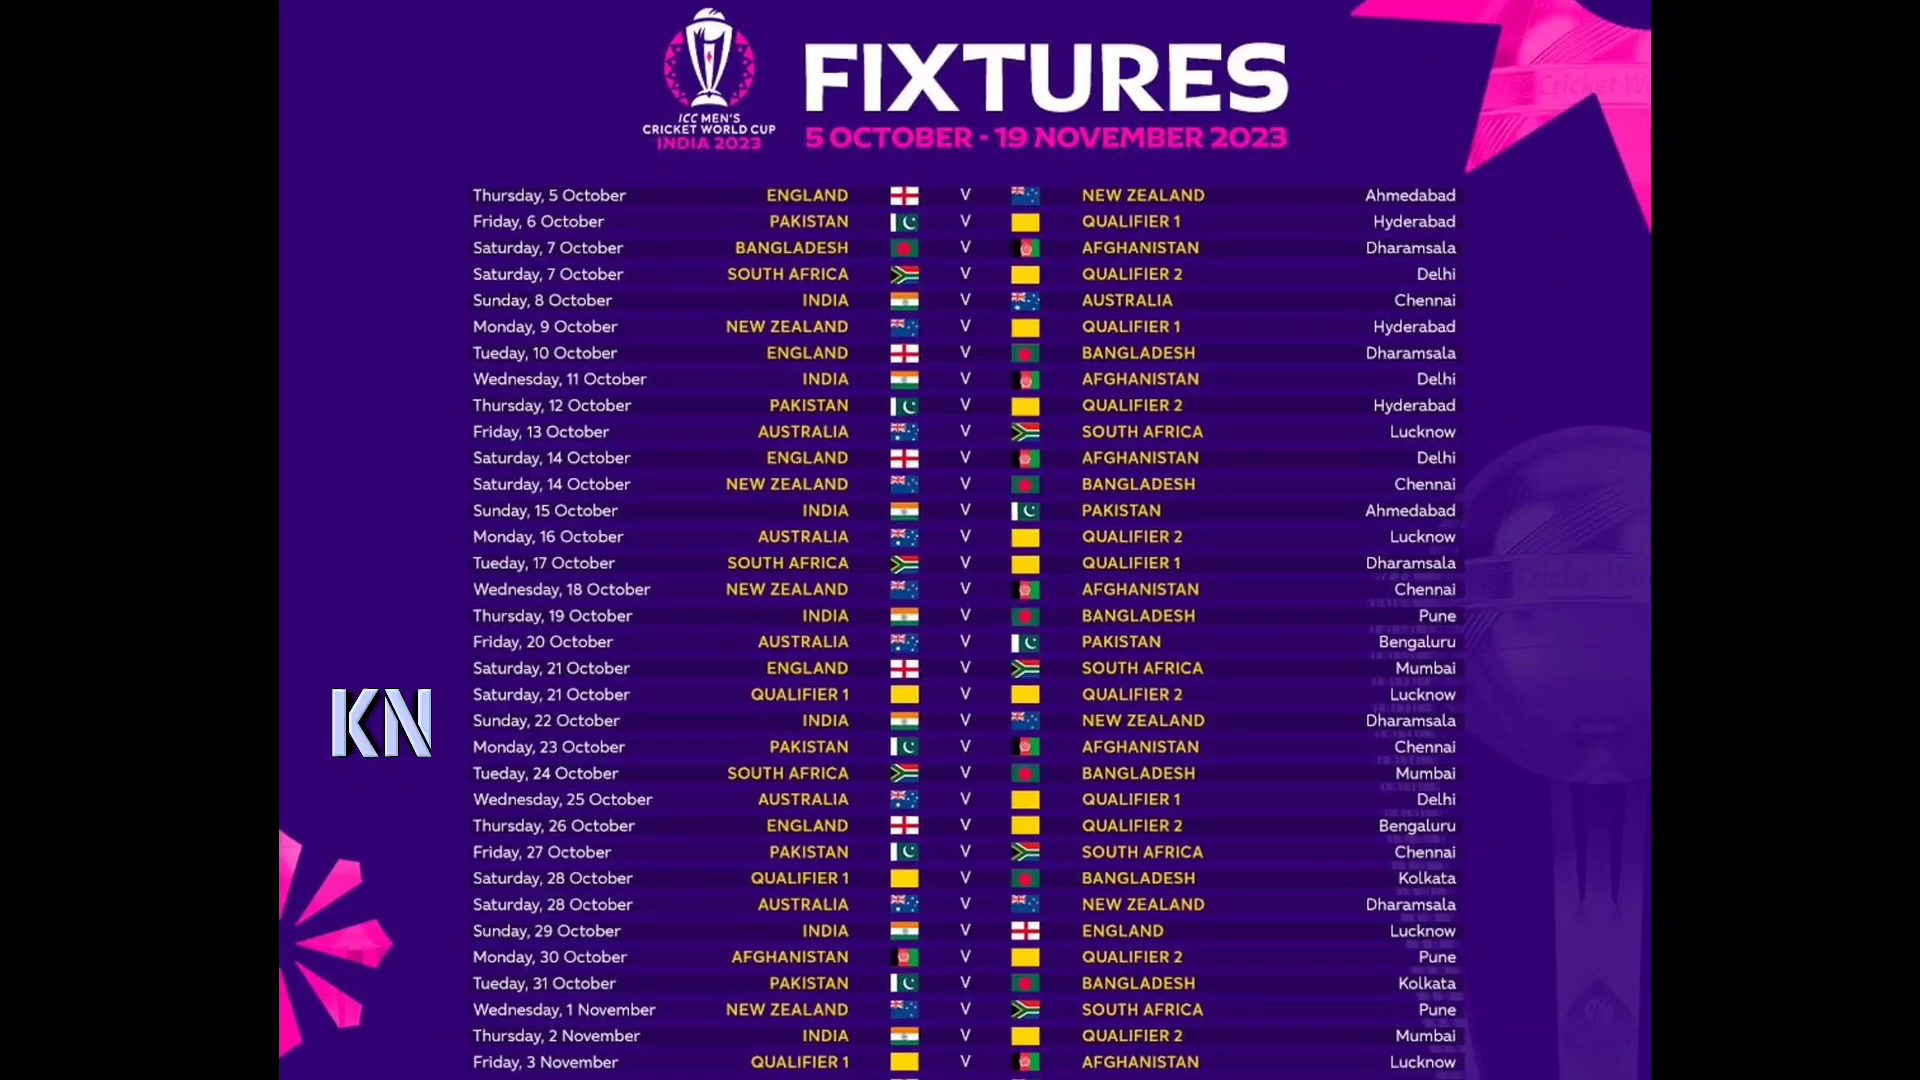 FIXTURES
ICC MEN'S
CRICKET WORLD CUP
INDIA 2023
5 OCTOBER - 19 NOVEMBER 2023
Thursday, 5 October ENGLAND V NEW ZEALAND Ahmedabad
Friday, 6 October PAKISTAN V QUALIFIER 1 Hyderabad
Saturday, 7 October BANGLADESH V AFGHANISTAN Dharamsala
Saturday, 7 October SOUTH AFRICA V QUALIFIER 2 Delhi
Sunday, 8 October INDIA V AUSTRALIA Chennai
Monday, 9 October NEW ZEALAND V QUALIFIER 1 Hyderabad
Tueday, 10 October ENGLAND V BANGLADESH Dharamsala
Wednesday, 11 October INDIA V AFGHANISTAN Delhi
Thursday, 12 October PAKISTAN V QUALIFIER 2 Hyderabad
Friday, 13 October AUSTRALIA V SOUTH AFRICA Lucknow
Saturday, 14 October ENGLAND V AFGHANISTAN Delhi
Saturday, 14 October NEW ZEALAND V BANGLADESH Chennai
Sunday, 15 October INDIA V PAKISTAN Ahmedabad
Monday, 16 October AUSTRALIA V QUALIFIER 2 Lucknow
Tueday, 17 October SOUTH AFRICA V QUALIFIER 1 Dharamsala
Wednesday, 18 October NEW ZEALAND V AFGHANISTAN Chennai
Thursday, 19 October INDIA V BANGLADESH Pune
Friday, 20 October AUSTRALIA V PAKISTAN Bengaluru
Saturday, 21 October ENGLAND V SOUTH AFRICA Mumbai
Saturday, 21 October QUALIFIER 1 V QUALIFIER 2 Lucknow
KN
Sunday, 22 October INDIA V NEW ZEALAND Dharamsala
Monday, 23 October PAKISTAN V AFGHANISTAN Chennai
Tueday, 24 October SOUTH AFRICA V BANGLADESH Mumbai
Wednesday, 25 October AUSTRALIA V QUALIFIER 1 Delhi
Thursday, 26 October ENGLAND V QUALIFIER 2 Bengaluru
Friday, 27 October PAKISTAN V SOUTH AFRICA Chennai
Saturday, 28 October QUALIFIER 1 V BANGLADESH Kolkata
Saturday, 28 October AUSTRALIA V NEW ZEALAND Dharamsala
Sunday, 29 October INDIA V ENGLAND Lucknow
Monday, 30 October AFGHANISTAN V QUALIFIER 2 Pune
Tueday, 31 October PAKISTAN V BANGLADESH Kolkata
Wednesday, 1 November NEW ZEALAND V SOUTH AFRICA Pune
Thursday, 2 November INDIA V QUALIFIER 2 Mumbai
Friday, 3 November QUALIFIER 1 V AFGHANISTAN Lucknow